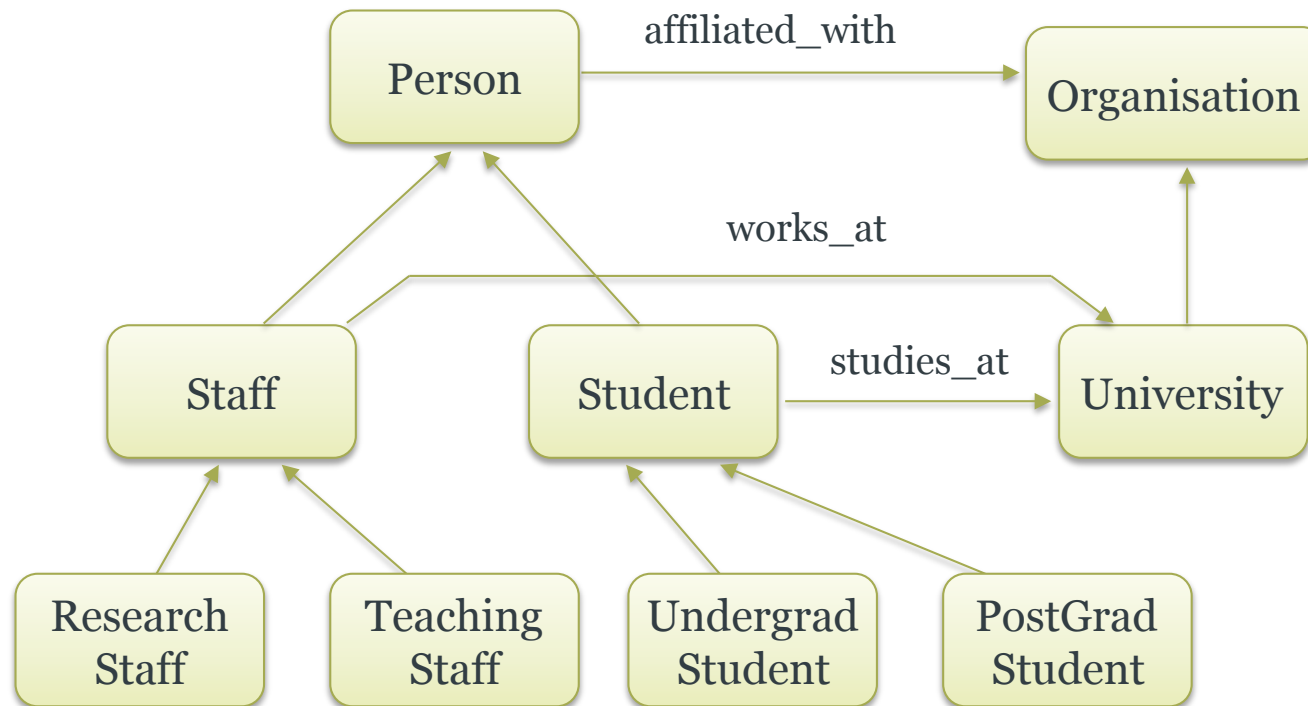 affiliated_with
Person
Organisation
works_at
Staff
Student
studies_at
University
Research
Staff
Teaching
Staff
Undergrad
Student
PostGrad
Student